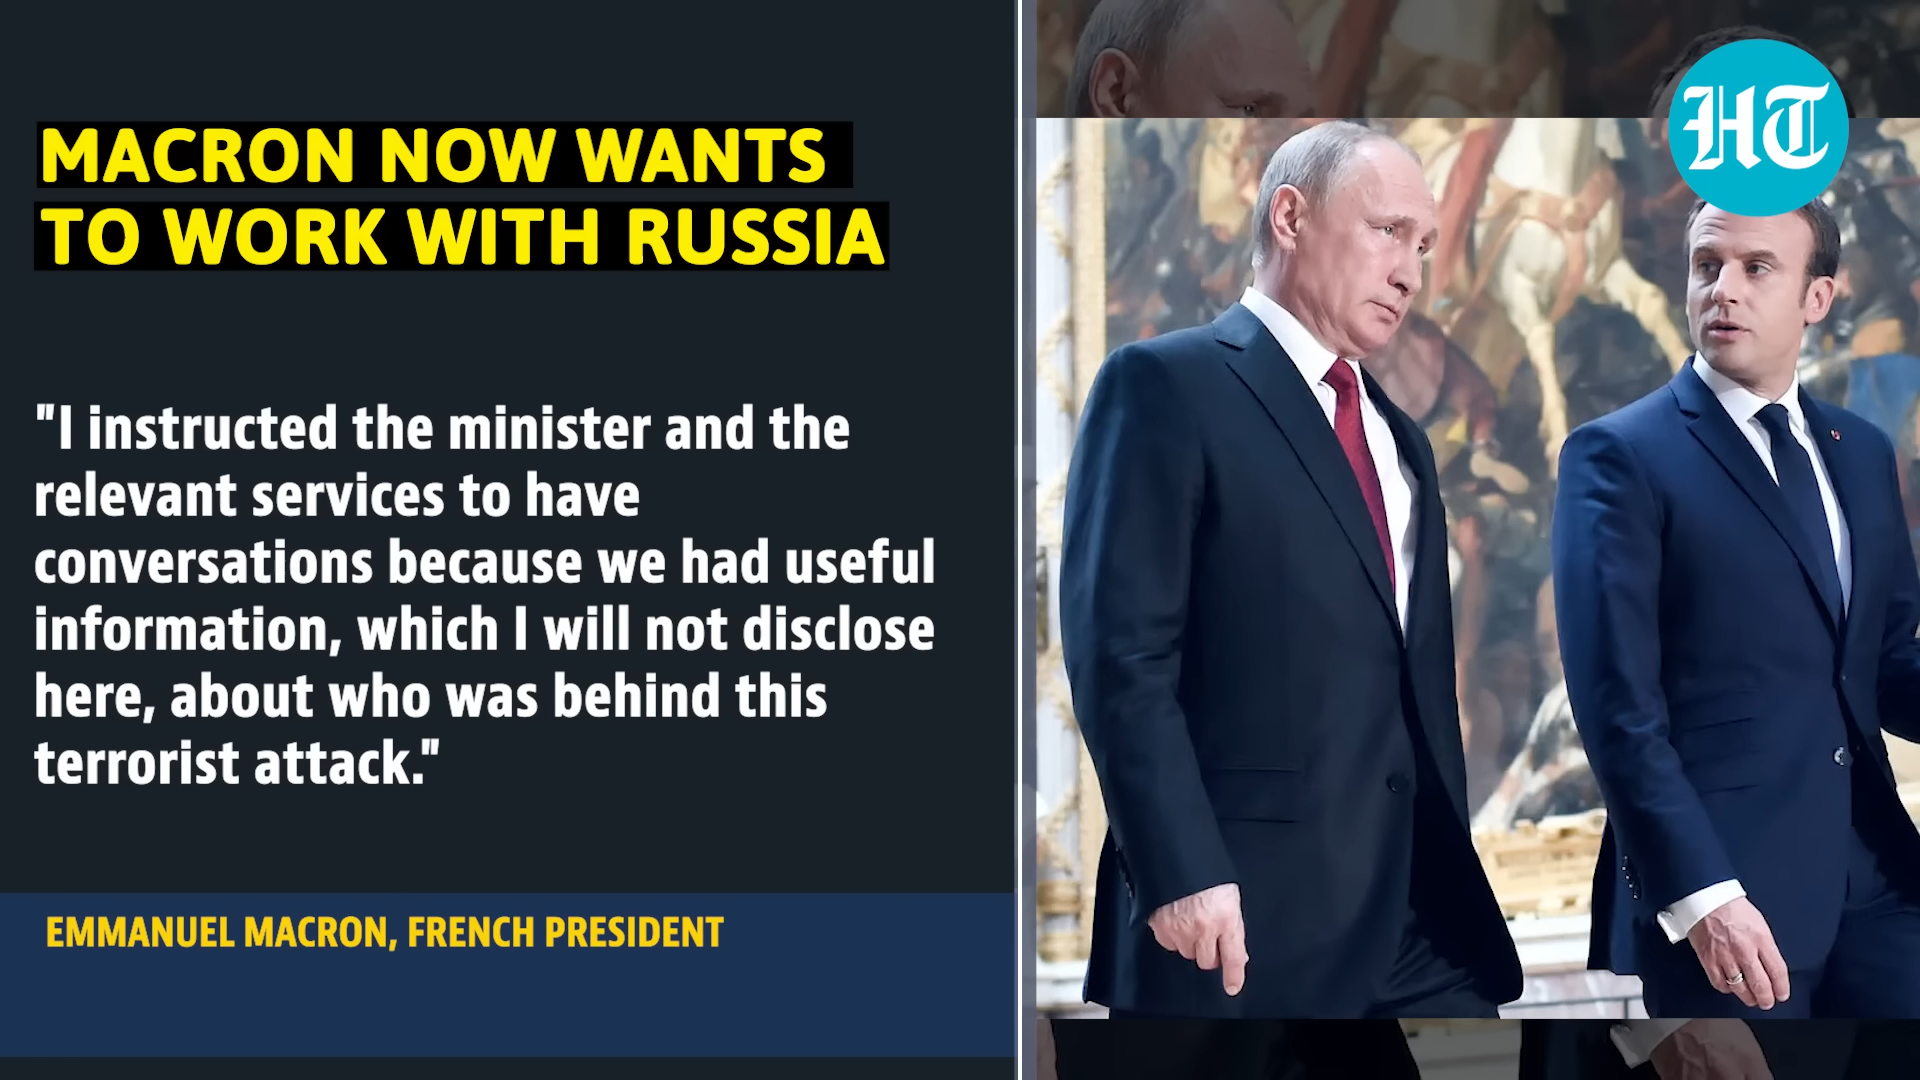 MACRON NOW WANTS
TO WORK WITH RUSSIA
"I instructed the minister and the
relevant services to have
conversations because we had useful
information, which I will not disclose
here, about who was behind this
terrorist attack."
EMMANUEL MACRON, FRENCH PRESIDENT
HT